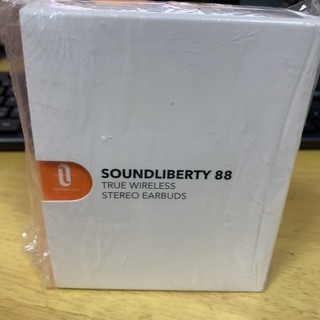 SOUNDLIBERTY 88
TRUE WIRELESS
STEREO EARBUDS